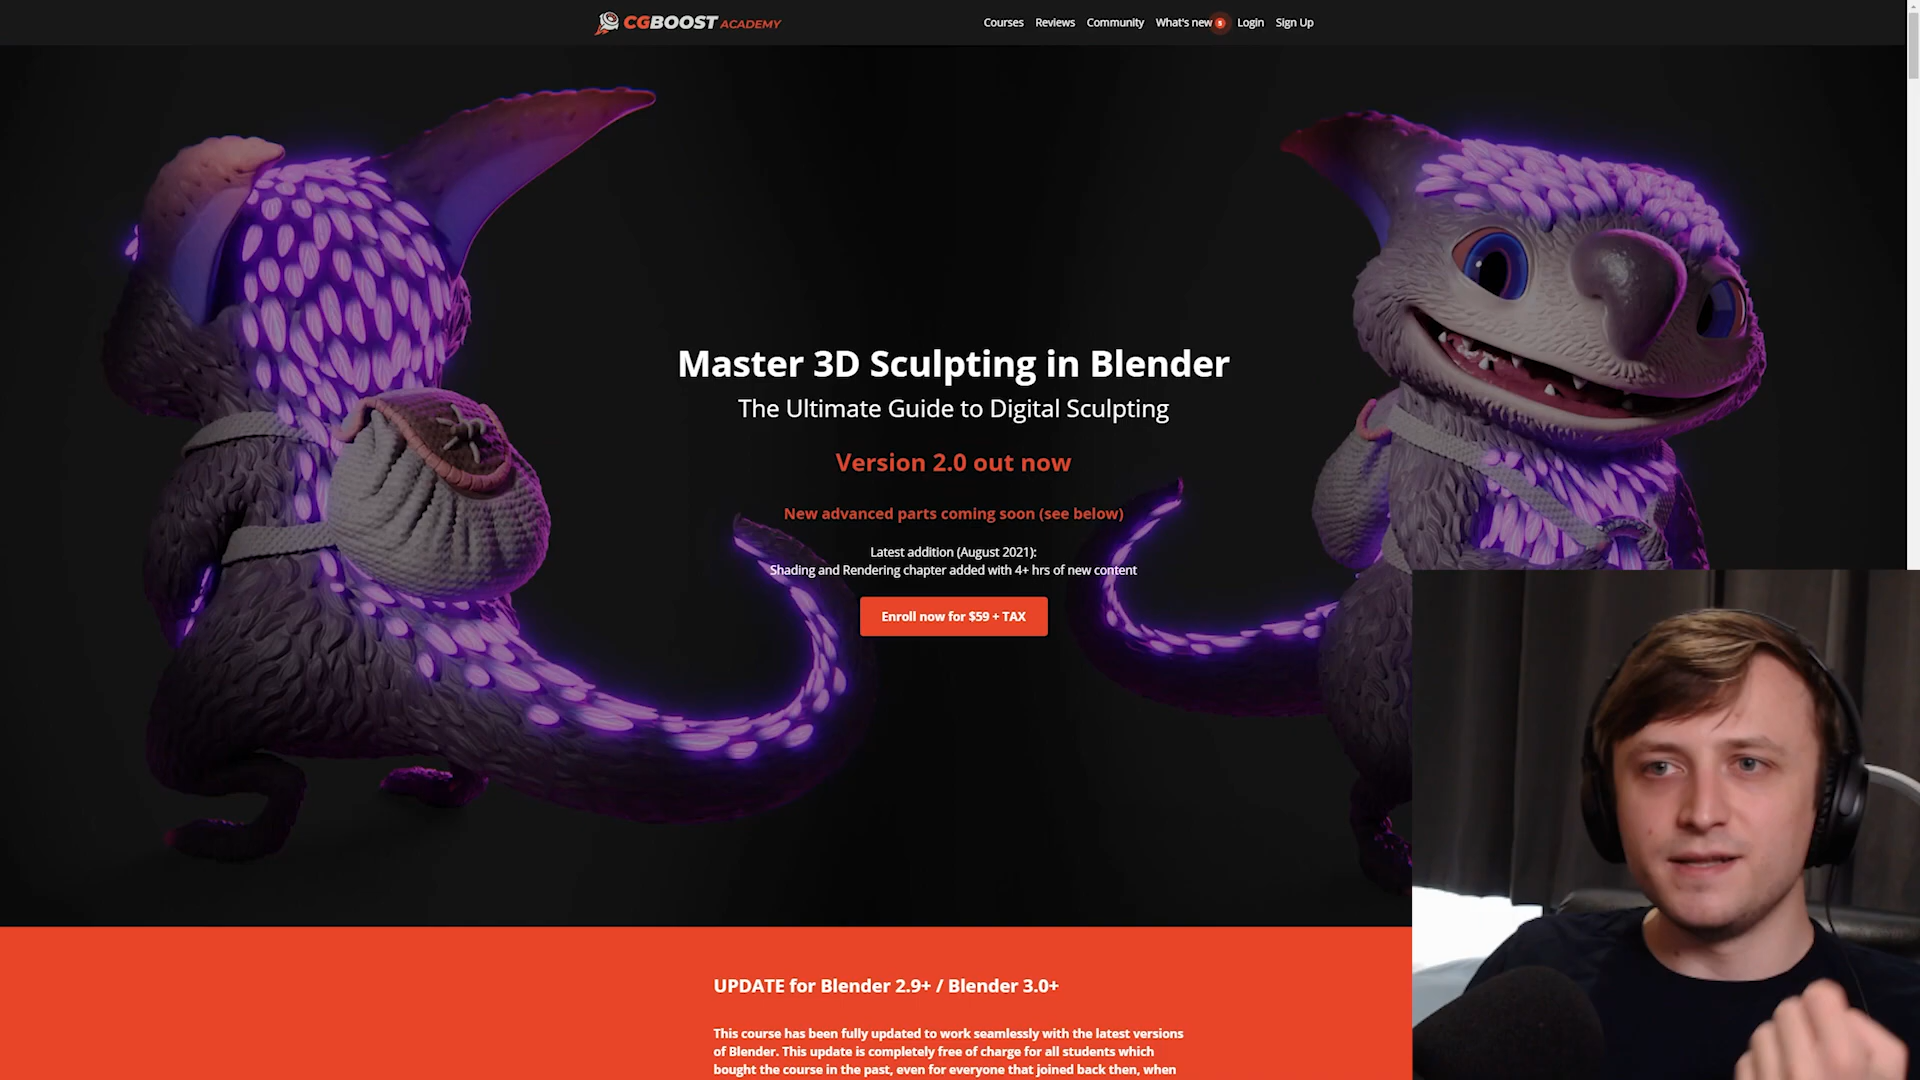 CGBOOST ACADEMY
Courses Reviews Community What's new 5 Login Sign Up
Master 3D Sculpting in Blender
The Ultimate Guide to Digital Sculpting
Version 2.0 out now
New advanced parts coming soon (see below)
Latest addition (August 2021):
Shading and Rendering chapter added with 4+ hrs of new content
Enroll now for $59 + TAX
UPDATE for Blender 2.9+ / Blender 3.0+
This course has been fully updated to work seamlessly with the latest versions
of Blender. This update is completely free of charge for all students which
bought the course in the past, even for everyone that joined back then, when